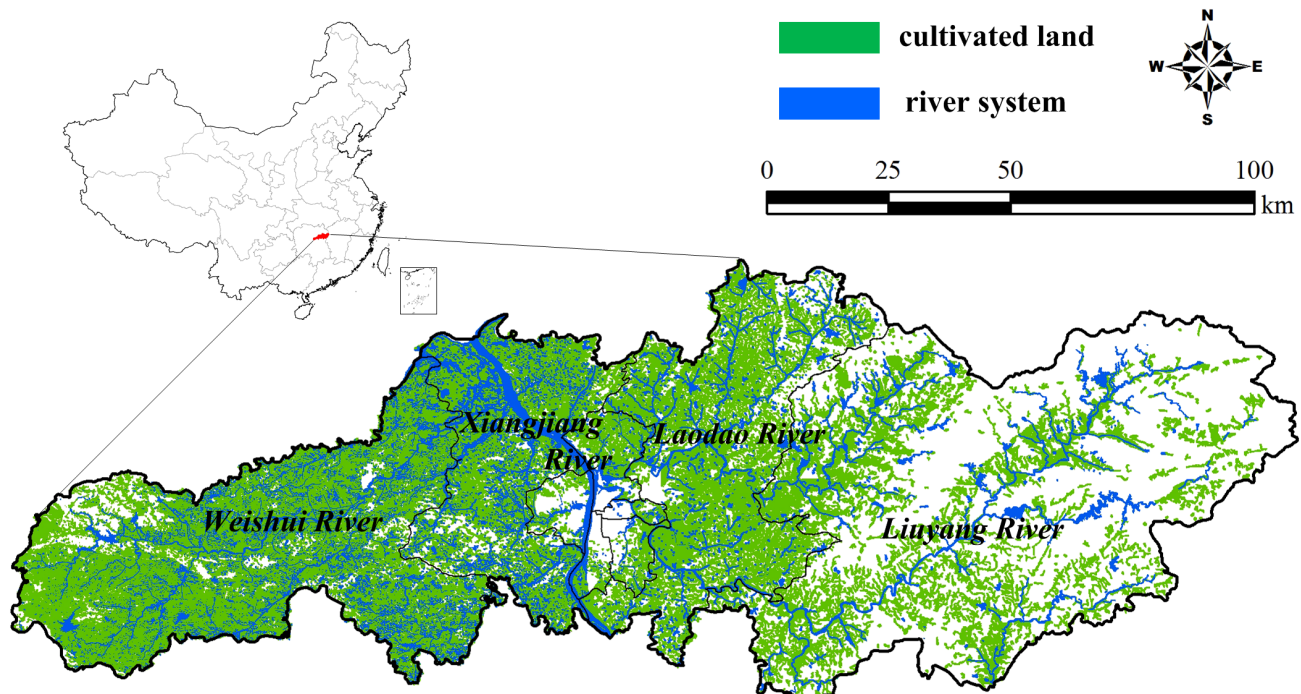 cultivated land
river system
N
W
E
S
0
25
50
100
km
Xiangjiang
River
Laodao River
Weishui River
Liuyang River